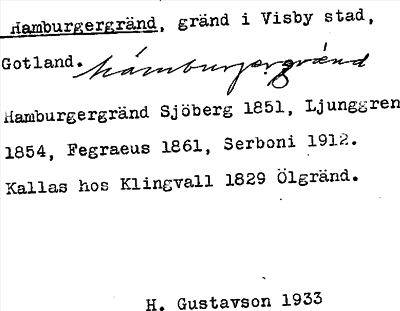 Hamburgergränd, gränd i Visby stad,
Gotland. hámburgergränd
Hamburgergränd Sjöberg 1851, Ljunggren
1854, Fegraeus 1861, Serboni 1912.
Kallas hos Klingvall 1829 Ölgränd.
H. Gustavson 1933